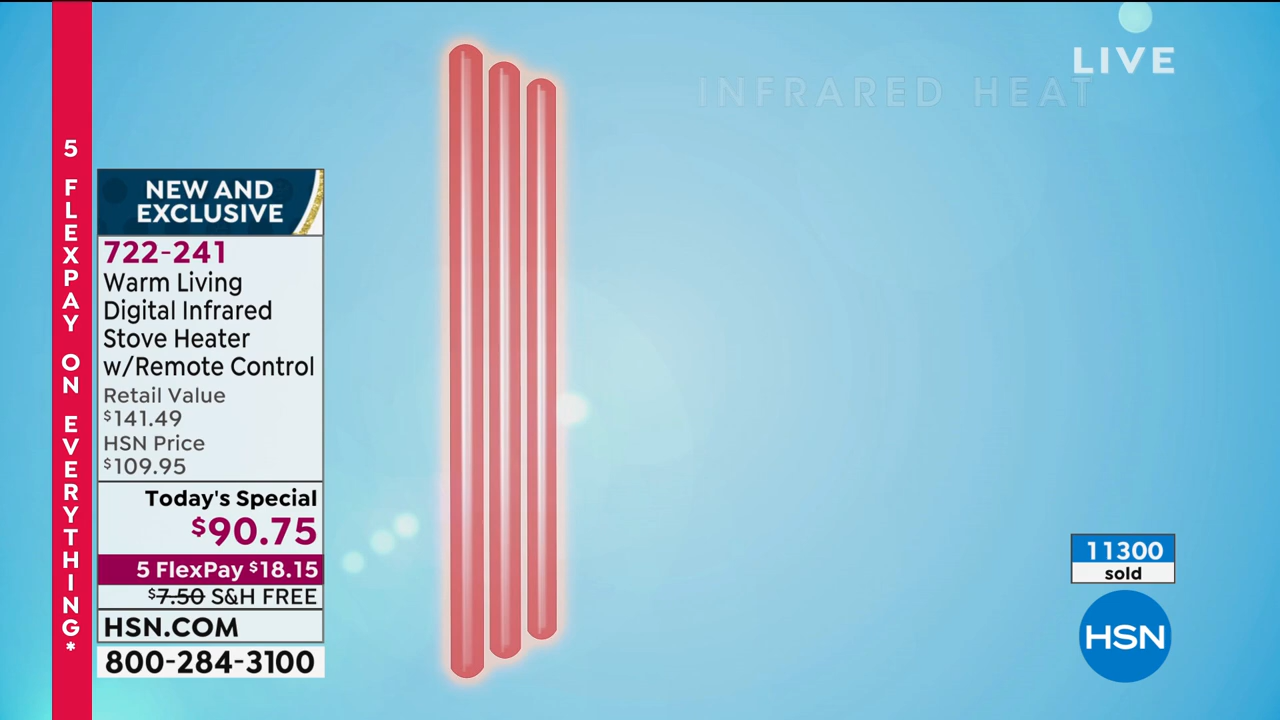 5 FLEXPAY ON EVERYTHING*
NEW AND
EXCLUSIVE
722-241
Warm Living
Digital Infrared
Stove Heater
w/Remote Control
Retail Value
$141.49
HSN Price
$109.95
Today's Special
$90.75
5 FlexPay $18.15
$7.50 S&H FREE
HSN.COM
800-284-3100
LIVE
INFRARED HEAT
11300
sold
HSN